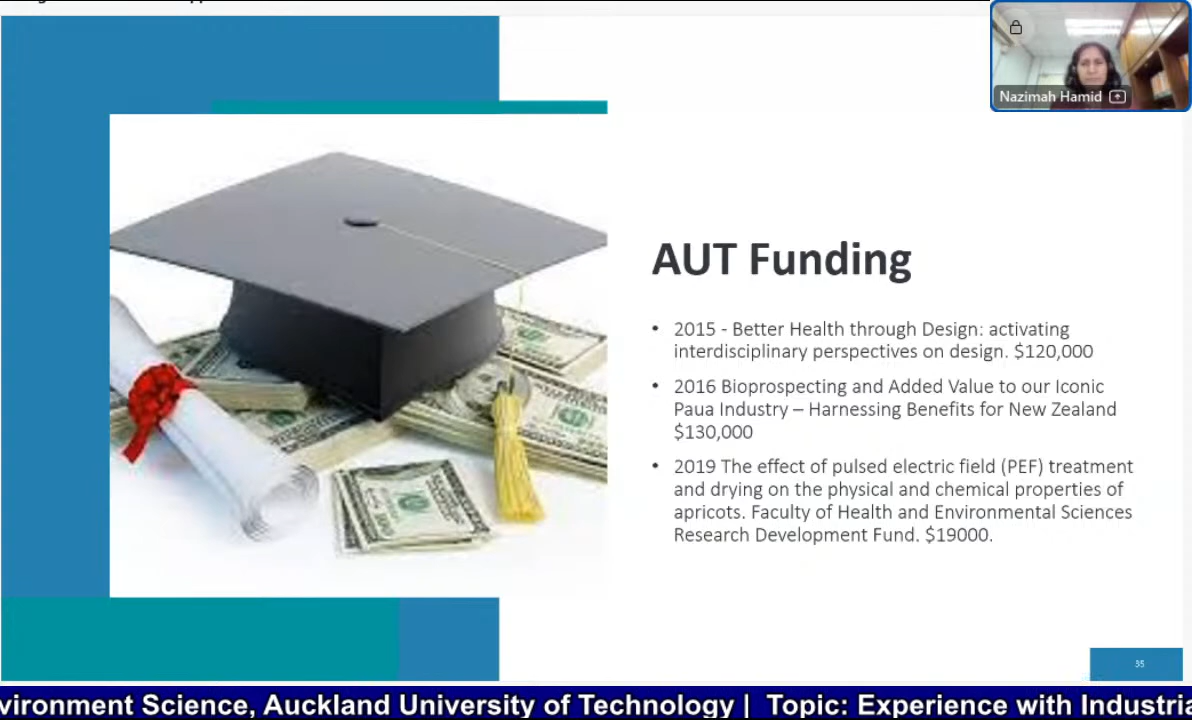 Nazimah Hamid
AUT Funding
• 2015 - Better Health through Design: activating
interdisciplinary perspectives on design. $120,000
• 2016 Bioprospecting and Added Value to our Iconic
Paua Industry – Harnessing Benefits for New Zealand
$130,000
• 2019 The effect of pulsed electric field (PEF) treatment
and drying on the physical and chemical properties of
apricots. Faculty of Health and Environmental Sciences
Research Development Fund. $19000.
35
vironment Science, Auckland University of Technology | Topic: Experience with Industria